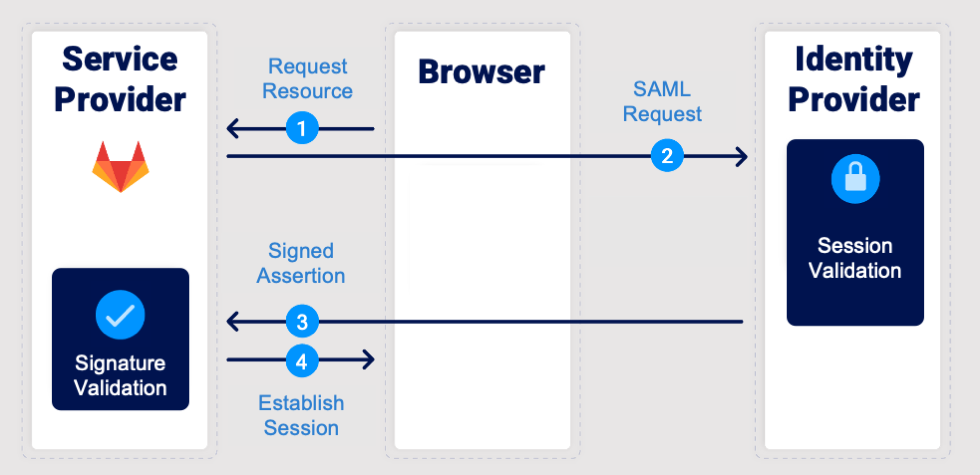 Service
Provider
Request
Resource
1
Browser
SAML
Request
2
Identity
Provider
Session
Validation
Signed
Assertion
3
4
Establish
Session
Signature
Validation